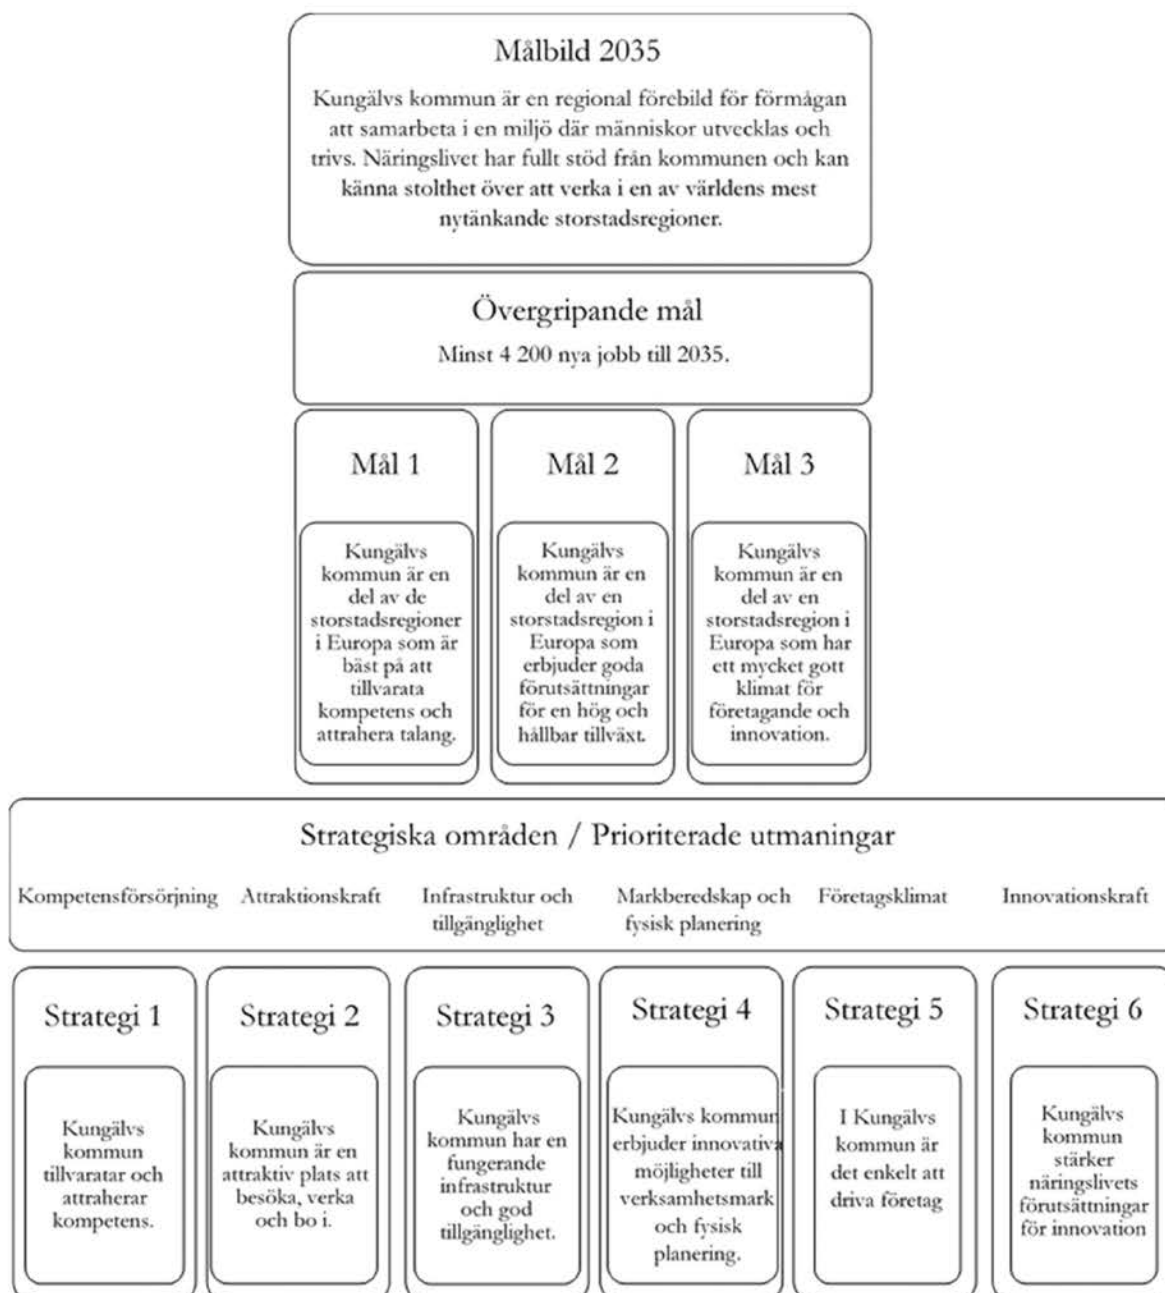 Målbild 2035
Kungälvs kommun är en regional förebild för förmågan
att samarbeta i en miljö där människor utvecklas och
trivs. Näringslivet har fullt stöd från kommunen och kan
känna stolthet över att verka i en av världens mest
nytänkande storstadsregioner.
Övergripande mål
Minst 4 200 nya jobb till 2035.
Mål 1
Kungälvs
kommun är en
del av de
storstadsregioner
i Europa som är
bäst på att
tillvarata
kompetens och
attrahera talang.
Mål 2
Kungälvs
kommun är en
del av en
storstadsregion i
Europa som
erbjuder goda
förutsättningar
för en hög och
hållbar tillväxt.
Mål 3
Kungälvs
kommun är en
del av en
storstadsregion i
Europa som har
ett mycket gott
klimat för
företagande och
innovation.
Strategiska områden / Prioriterade utmaningar
Kompetensförsörjning
Attraktionskraft
Infrastruktur och
tillgänglighet
Markberedskap och
fysisk planering
Företagsklimat
Innovationskraft
Strategi 1
Kungälvs
kommun
tillvaratar och
attraherar
kompetens.
Strategi 2
Kungälvs
kommun är en
attraktiv plats att
besöka, verka
och bo i.
Strategi 3
Kungälvs
kommun har en
fungerande
infrastruktur
och god
tillgänglighet.
Strategi 4
Kungälvs kommun
erbjuder innovativa
möjligheter till
verksamhetsmark
och fysisk
planering.
Strategi 5
I Kungälvs
kommun är
det enkelt att
driva företag
Strategi 6
Kungälvs
kommun
stärker
näringslivets
förutsättningar
för innovation